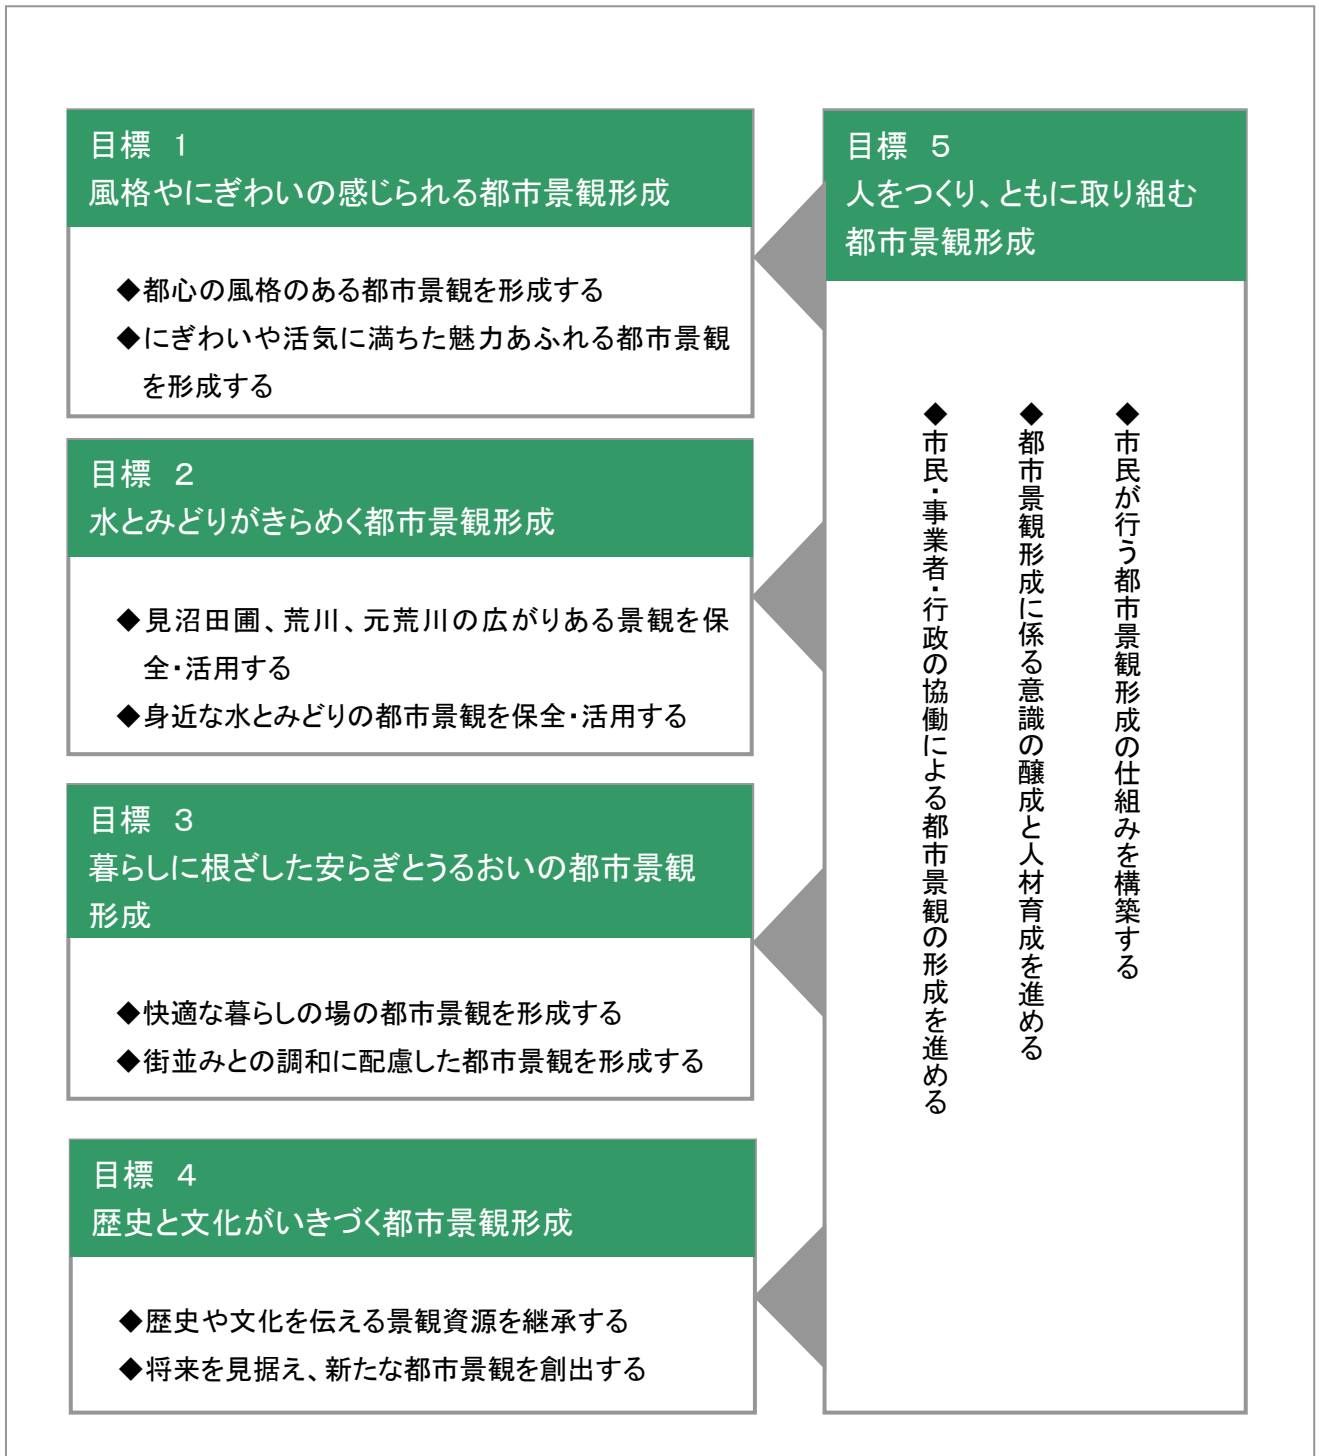 目標　1
風格やにぎわいの感じられる都市景観形成
◆都心の風格のある都市景観を形成する
◆にぎわいや活気に満ちた魅力あふれる都市景観
を形成する
目標　２
水とみどりがきらめく都市景観形成
◆見沼田圃、荒川、元荒川の広がりある景観を保
全・活用する
◆身近な水とみどりの都市景観を保全・活用する
目標　３
暮らしに根ざした安らぎとうるおいの都市景観
形成
◆快適な暮らしの場の都市景観を形成する
◆街並みとの調和に配慮した都市景観を形成する
目標　４
歴史と文化がいきづく都市景観形成
◆歴史や文化を伝える景観資源を継承する
◆将来を見据え、新たな都市景観を創出する
目標　５
人をつくり、ともに取り組む
都市景観形成
◆市民が行う都市景観形成の仕組みを構築する
◆都市景観形成に係る意識の醸成と人材育成を進める
◆市民・事業者・行政の協働による都市景観の形成を進める